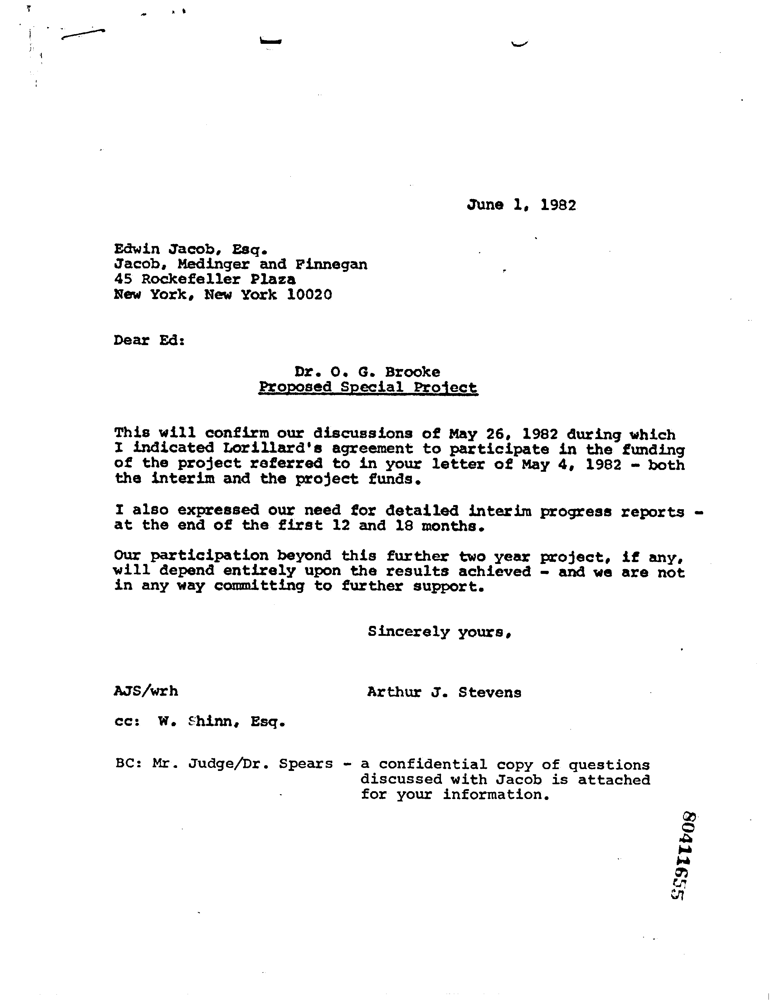 June 1, 1982
Edwin Jacob, Esq.
Jacob, Medinger and Finnegan
45 Rockefeller Plaza
New York, New York 10020
Dear Ed:
Dr. O. G. Brooke
Proposed Special Project
This will confirm our discussions of May 26, 1982 during which
I indicated Lorillard's agreement to participate in the funding
of the project referred to in your letter of May 4, 1982 - both
the interim and the project funds.
I also expressed our need for detailed interim progress reports -
at the end of the first 12 and 18 months.
Our participation beyond this further two year project, if any,
will depend entirely upon the results achieved - and we are not
in any way committing to further support.
Sincerely yours,
AJS/wrh Arthur J. Stevens
cc: W. Shinn, Esq.
BC: Mr. Judge/Dr. Spears - a confidential copy of questions
discussed with Jacob is attached
for your information.
80411655